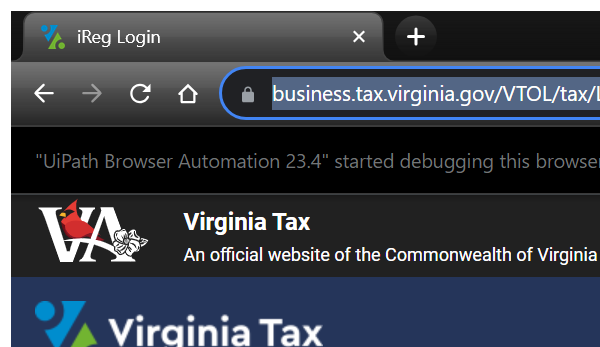 iReg Login
business.tax.virginia.gov/VTOL/tax/L
"UiPath Browser Automation 23.4" started debugging this browser
VA
Virginia Tax
An official website of the Commonwealth of Virginia
Virginia Tax